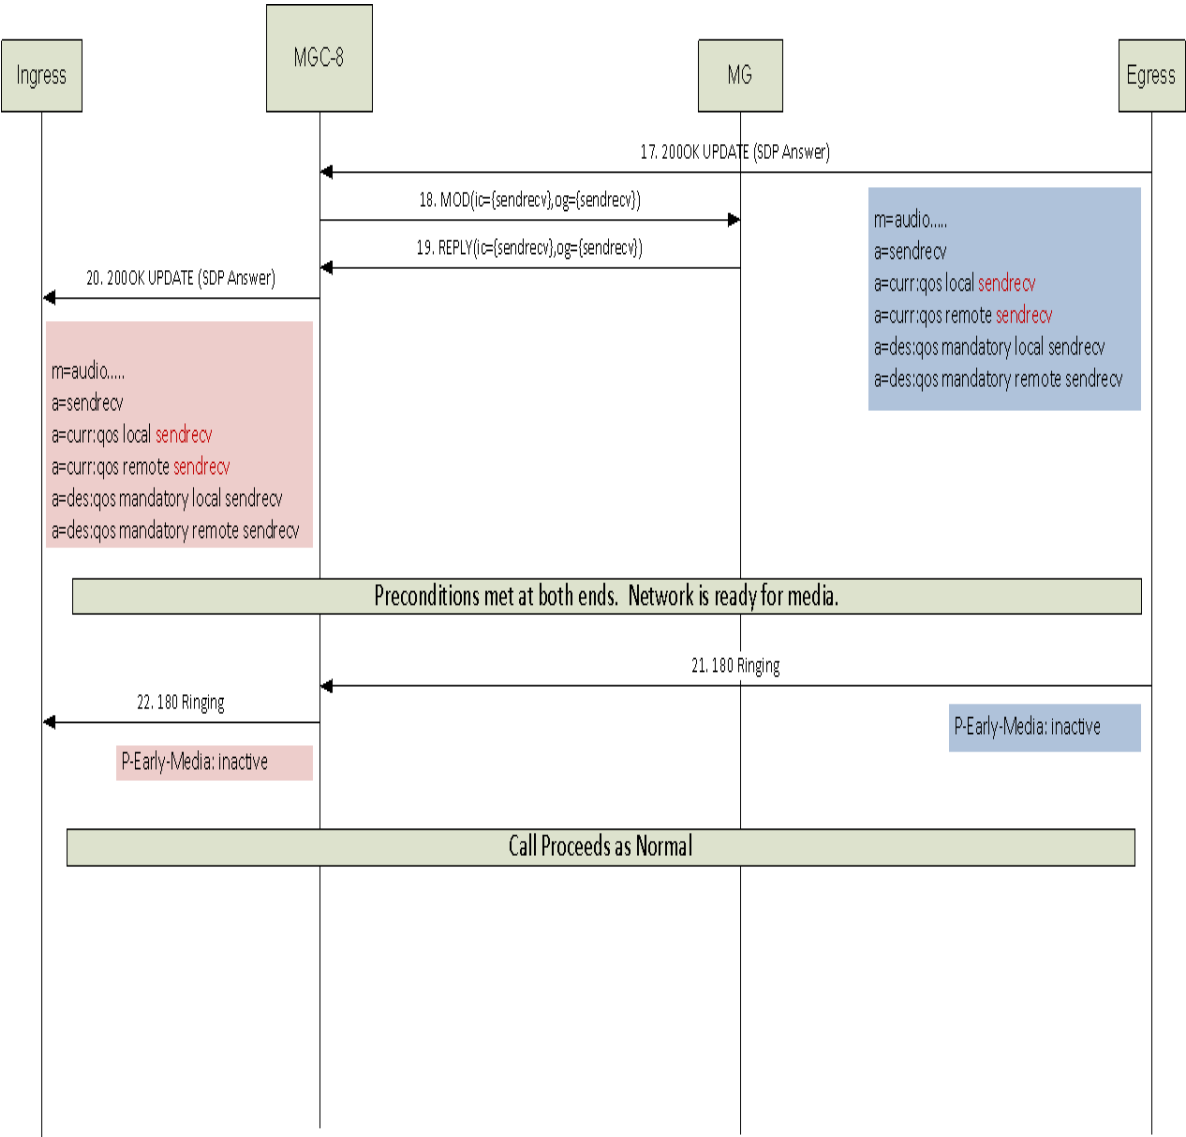 Ingress
MGC-8
MG
Egress
17. 200OK UPDATE (SDP Answer)
18. MOD(ic={sendrecv},og={sendrecv})
19. REPLY(ic={sendrecv},og={sendrecv})
20. 200OK UPDATE (SDP Answer)
m=audio.....
a=sendrecv
a=curr:qos local sendrecv
a=curr:qos remote sendrecv
a=des:qos mandatory local sendrecv
a=des:qos mandatory remote sendrecv
m=audio.....
a=sendrecv
a=curr:qos local sendrecv
a=curr:qos remote sendrecv
a=des:qos mandatory local sendrecv
a=des:qos mandatory remote sendrecv
Preconditions met at both ends. Network is ready for media.
21. 180 Ringing
22. 180 Ringing
P-Early-Media: inactive
P-Early-Media: inactive
Call Proceeds as Normal